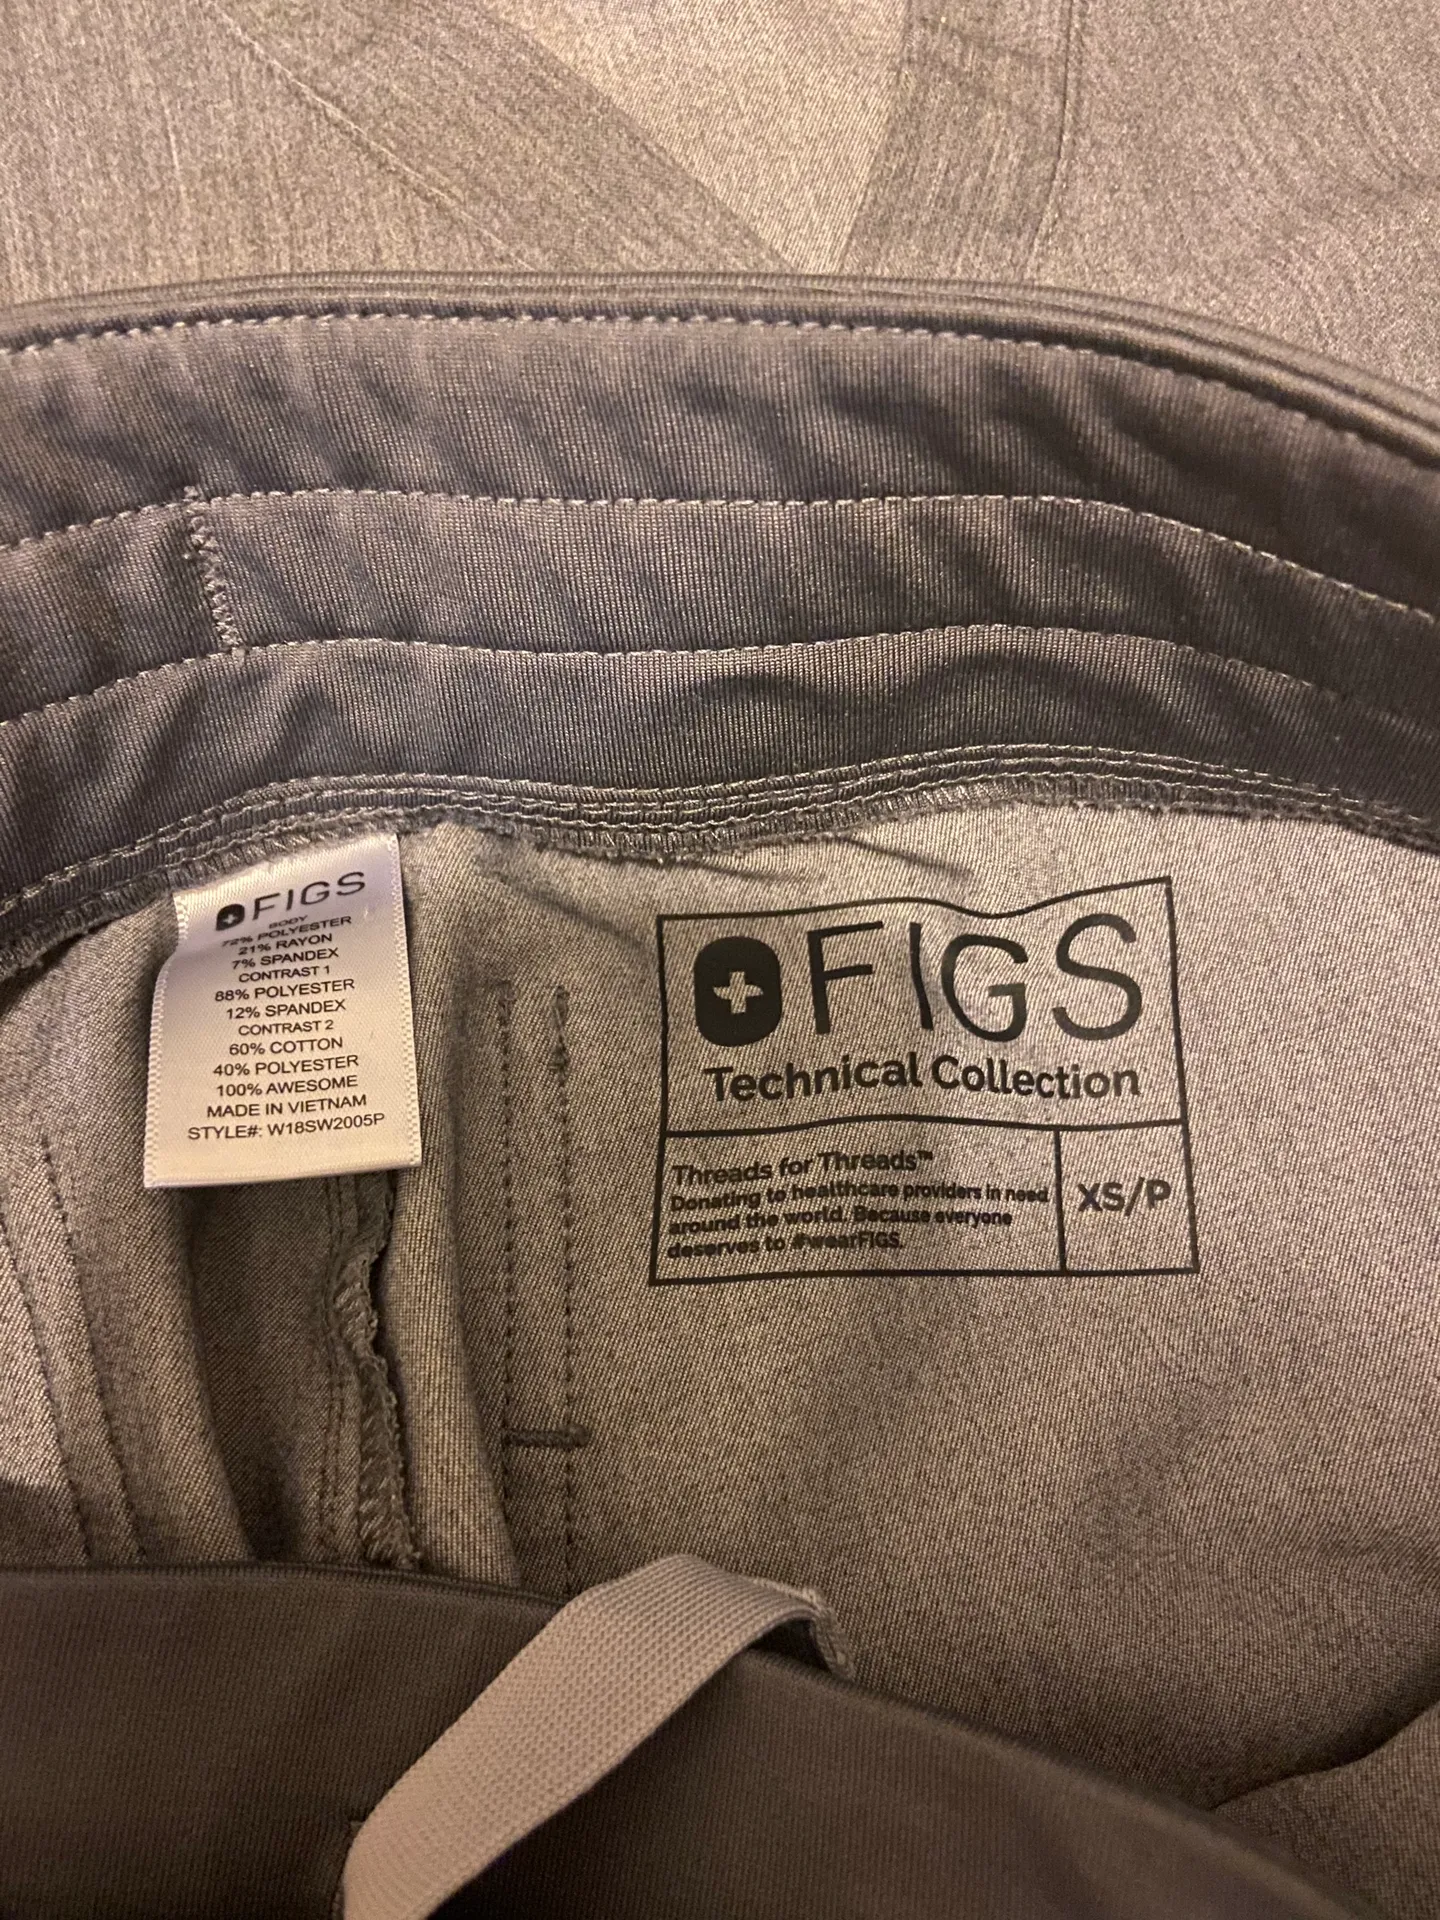 FIGS
BODY
72% POLYESTER
21% RAYON
7% SPANDEX
CONTRAST 1
88% POLYESTER
12% SPANDEX
CONTRAST 2
60% COTTON
40% POLYESTER
100% AWESOME
MADE IN VIETNAM
STYLE#: W18SW2005P
FIGS
Technical Collection
Threads for Threads™
Donating to healthcare providers in need
around the world. Because everyone
deserves to #wearFIGS.
XS/P